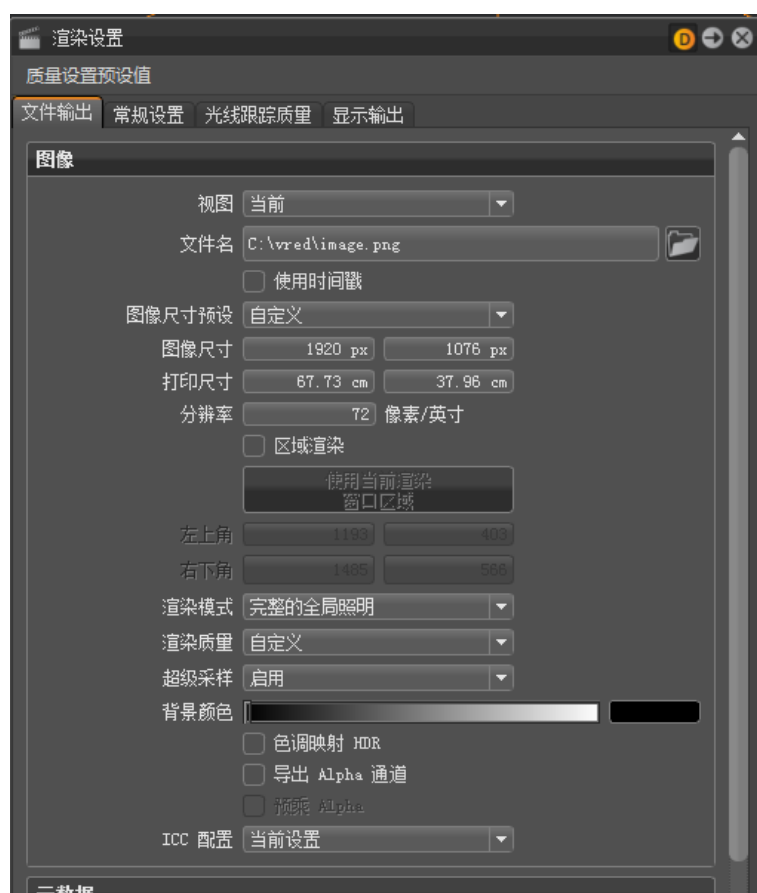 渲染设置
D
质量设置预设值
文件输出 常规设置 光线跟踪质量 显示输出
图像
视图 当前
文件名 C:\vred\image.png
使用时间戳
图像尺寸预设 自定义
图像尺寸 1920 px 1076 px
打印尺寸 67.73 cm 37.96 cm
分辨率 72 像素/英寸
区域渲染
使用当前渲染
窗口区域
左上角 1193 403
右下角 1485 566
渲染模式 完整的全局照明
渲染质量 自定义
超级采样 启用
背景颜色
色调映射 HDR
导出 Alpha 通道
预乘 Alpha
ICC 配置 当前设置
元数据